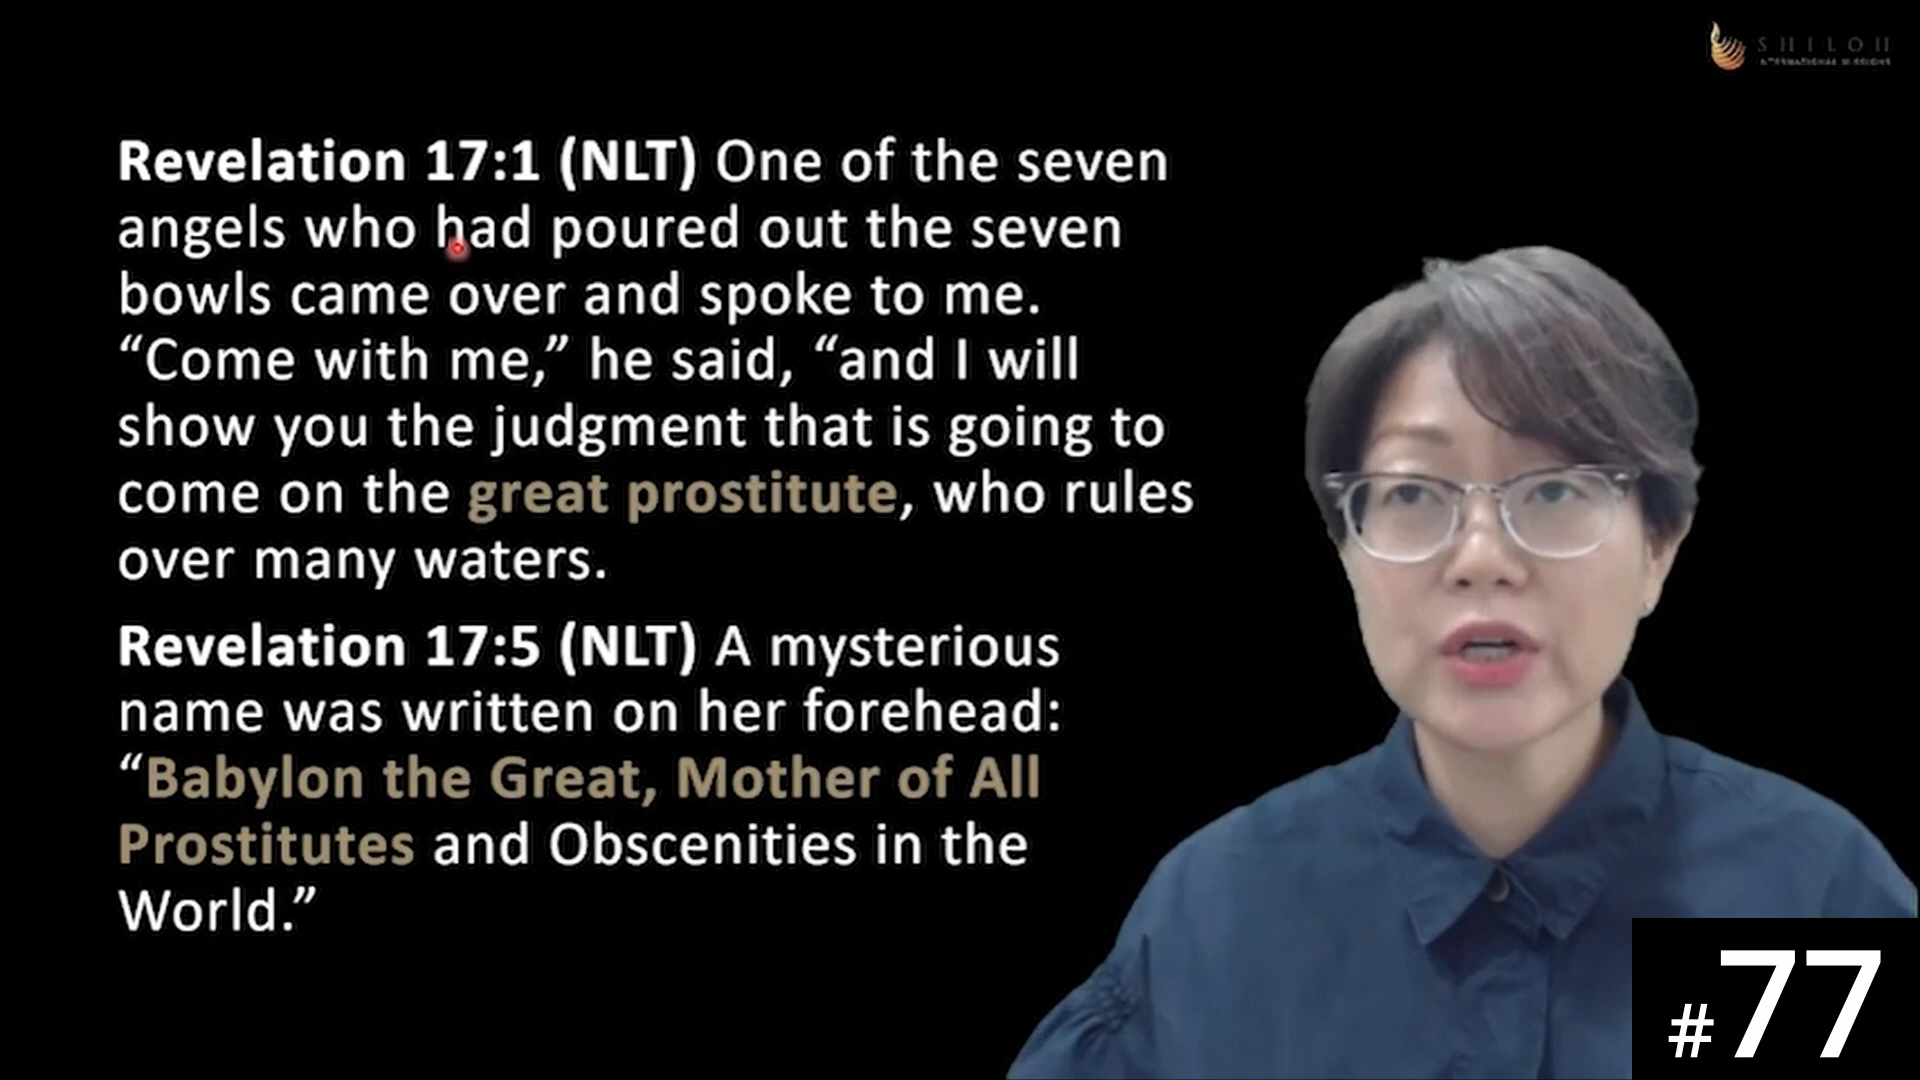 SHILOH
INTERNATIONAL MISSIONS
Revelation 17:1 (NLT) One of the seven
angels who had poured out the seven
bowls came over and spoke to me.
“Come with me,” he said, “and I will
show you the judgment that is going to
come on the great prostitute, who rules
over many waters.
Revelation 17:5 (NLT) A mysterious
name was written on her forehead:
“Babylon the Great, Mother of All
Prostitutes and Obscenities in the
World.”
#77